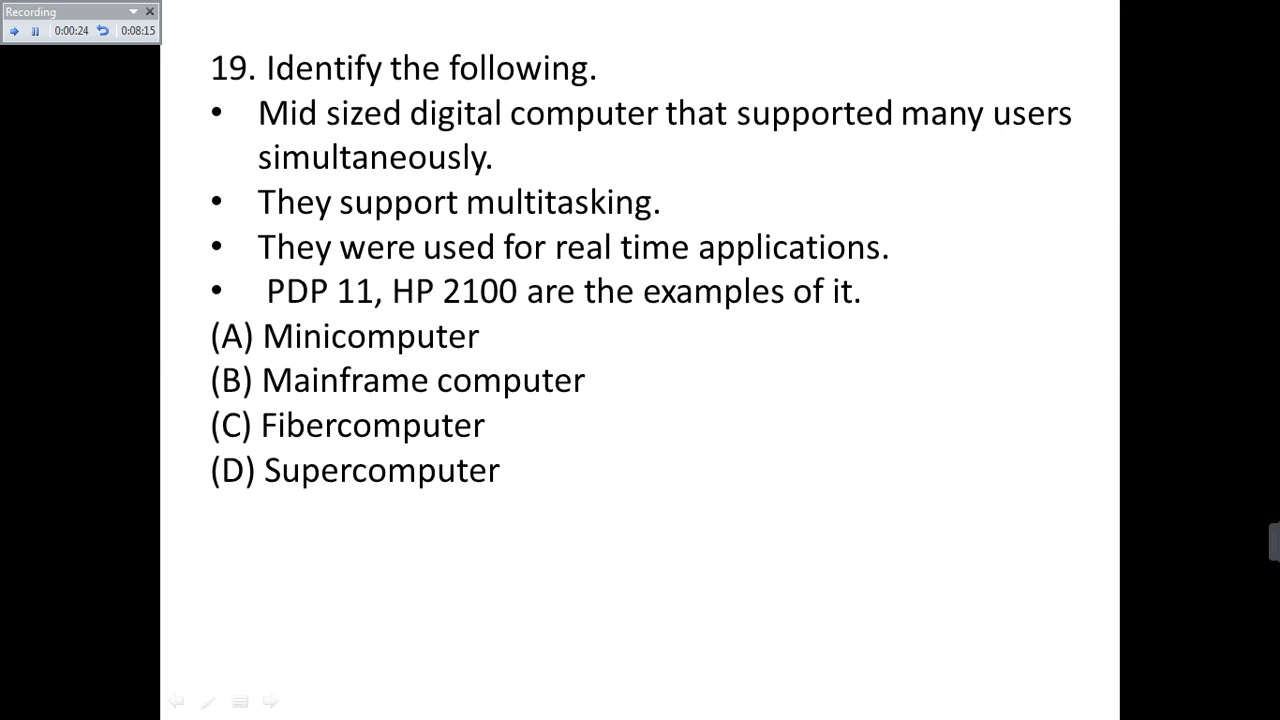 Recording
0:00:24 0:08:15
19. Identify the following.
• Mid sized digital computer that supported many users
simultaneously.
• They support multitasking.
• They were used for real time applications.
• PDP 11, HP 2100 are the examples of it.
(A) Minicomputer
(B) Mainframe computer
(C) Fibercomputer
(D) Supercomputer